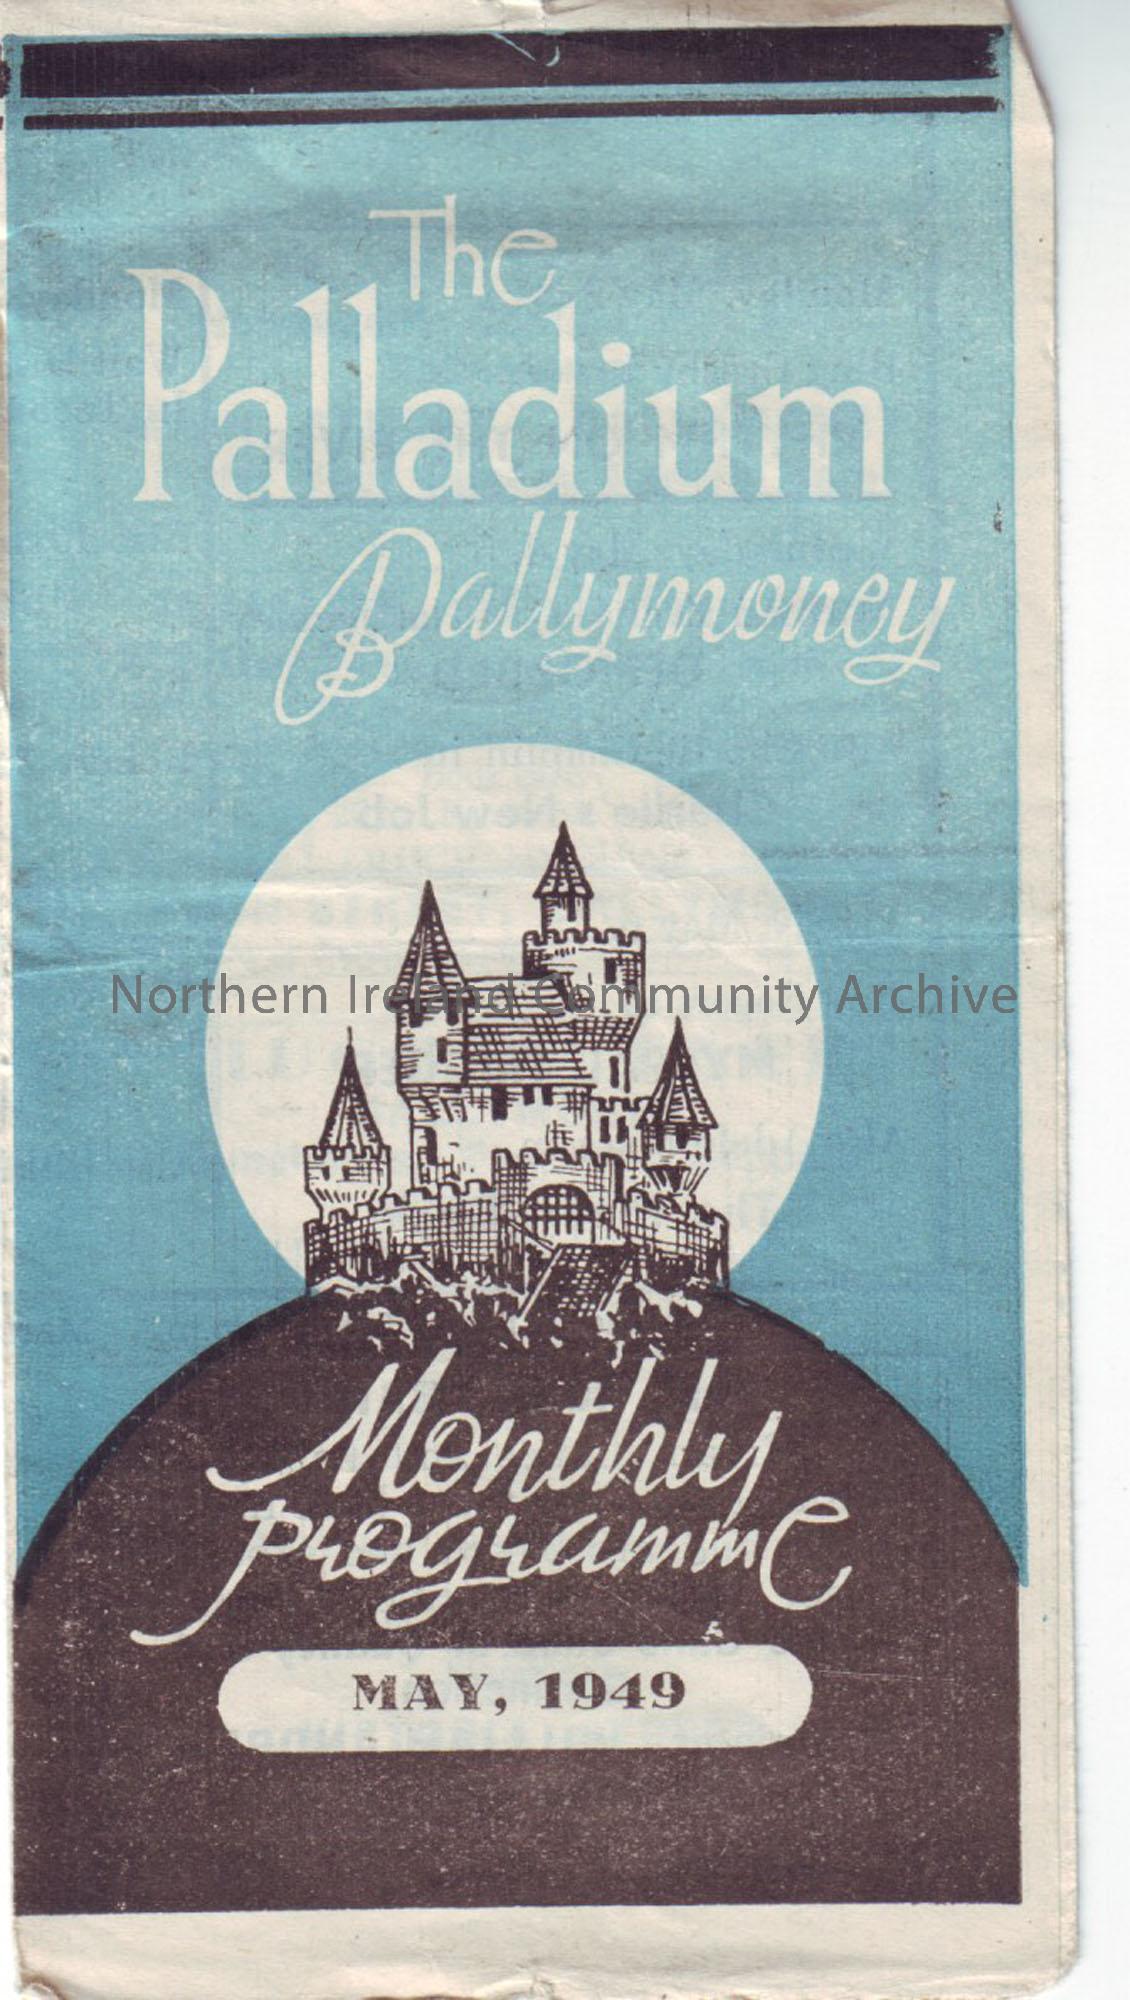 The
Palladium
Ballymoney
Northern Ireland Community Archive
Monthly
programme
MAY, 1949